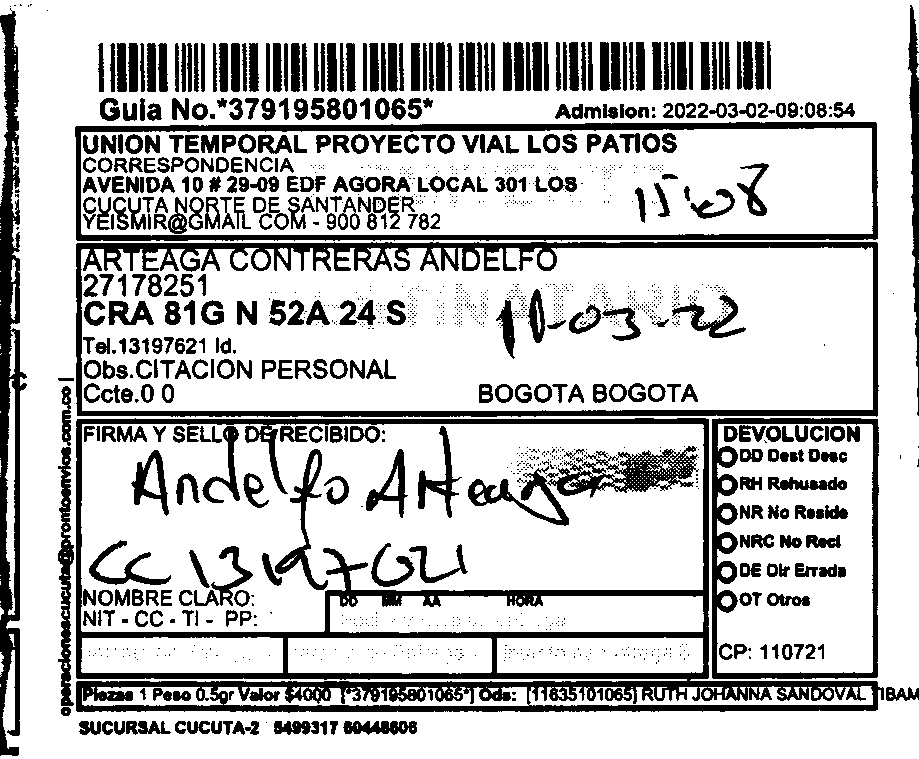 Guia No.*379195801065*
Admision: 2022-03-02-09:08:54
UNION TEMPORAL PROYECTO VIAL LOS PATIOS
CORRESPONDENCIA
AVENIDA 10 # 29-09 EDF AGORA LOCAL 301 LOS
CUCUTA NORTE DE SANTANDER
YEISMIR@GMAIL COM - 900 812 782
ARTEAGA CONTRERAS ANDELFO
27178251
CRA 81G N 52A 24 S
DESTINATARIO
11-03-22
Tel.13197621 Id.
Obs.CITACION PERSONAL
Ccte.0 0
BOGOTA BOGOTA
operacionescucuta@prontoenvios.com.co |
FIRMA Y SELLO DE RECIBIDO:
Andelfo Arteaga
CC 13197621
NOMBRE CLARO:
NIT - CC - TI - PP:
DD MM AA HORA
DEVOLUCION
DD Dest Desc
RH Rehusado
NR No Reside
NRC No Recl
DE Dir Errada
OT Otros
CP: 110721
Piezas 1 Peso 0.5gr Valor $4000 [*379195801065*] Ods: [11635101065] RUTH JOHANNA SANDOVAL TIBAM
SUCURSAL CUCUTA-2 5499317 60448606